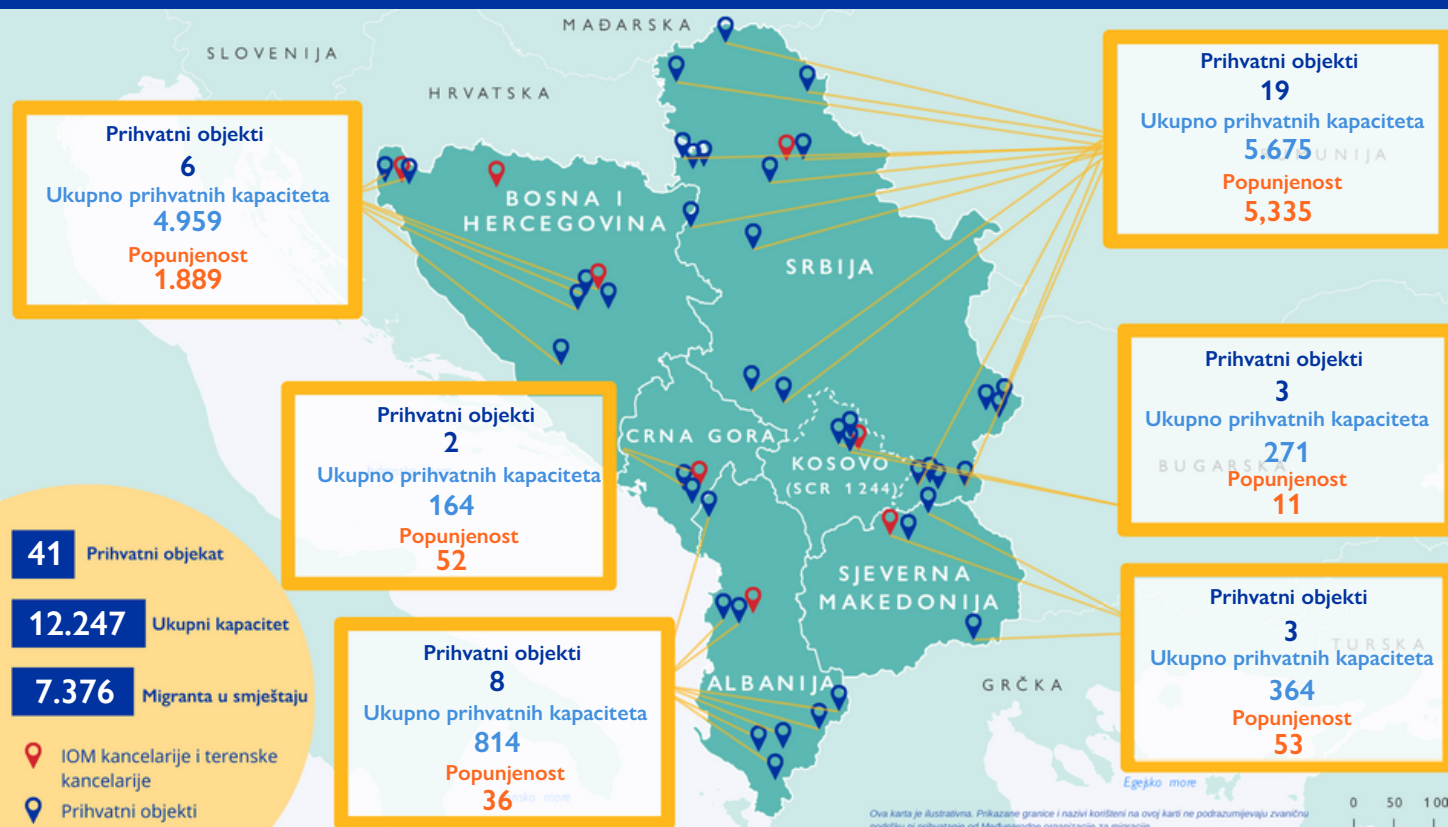 MAĐARSKA
SLOVENIJA
HRVATSKA
Prihvatni objekti
6
Ukupno prihvatnih kapaciteta
4.959
Popunjenost
1.889
Prihvatni objekti
19
Ukupno prihvatnih kapaciteta
5.675
Popunjenost
5,335
BOSNA I
HERCEGOVINA
SRBIJA
Prihvatni objekti
2
Ukupno prihvatnih kapaciteta
164
Popunjenost
52
CRNA GORA
KOSOVO
(SCR 1244)
Prihvatni objekti
3
Ukupno prihvatnih kapaciteta
271
BUGARSKA
Popunjenost
11
41 Prihvatni objekat
12.247 Ukupni kapacitet
7.376 Migranta u smještaju
IOM kancelarije i terenske
kancelarije
Prihvatni objekti
SJEVERNA
MAKEDONIJA
Prihvatni objekti
8
Ukupno prihvatnih kapaciteta
814
Popunjenost
36
more
ALBANIJA
GRČKA
Prihvatni objekti
3
TURSKA
Ukupno prihvatnih kapaciteta
364
Popunjenost
53
Egejsko more
0 50 100
Ova karta je ilustrativna. Prikazane granice i nazivi korišteni na ovoj karti ne podrazumijevaju zvaničnu